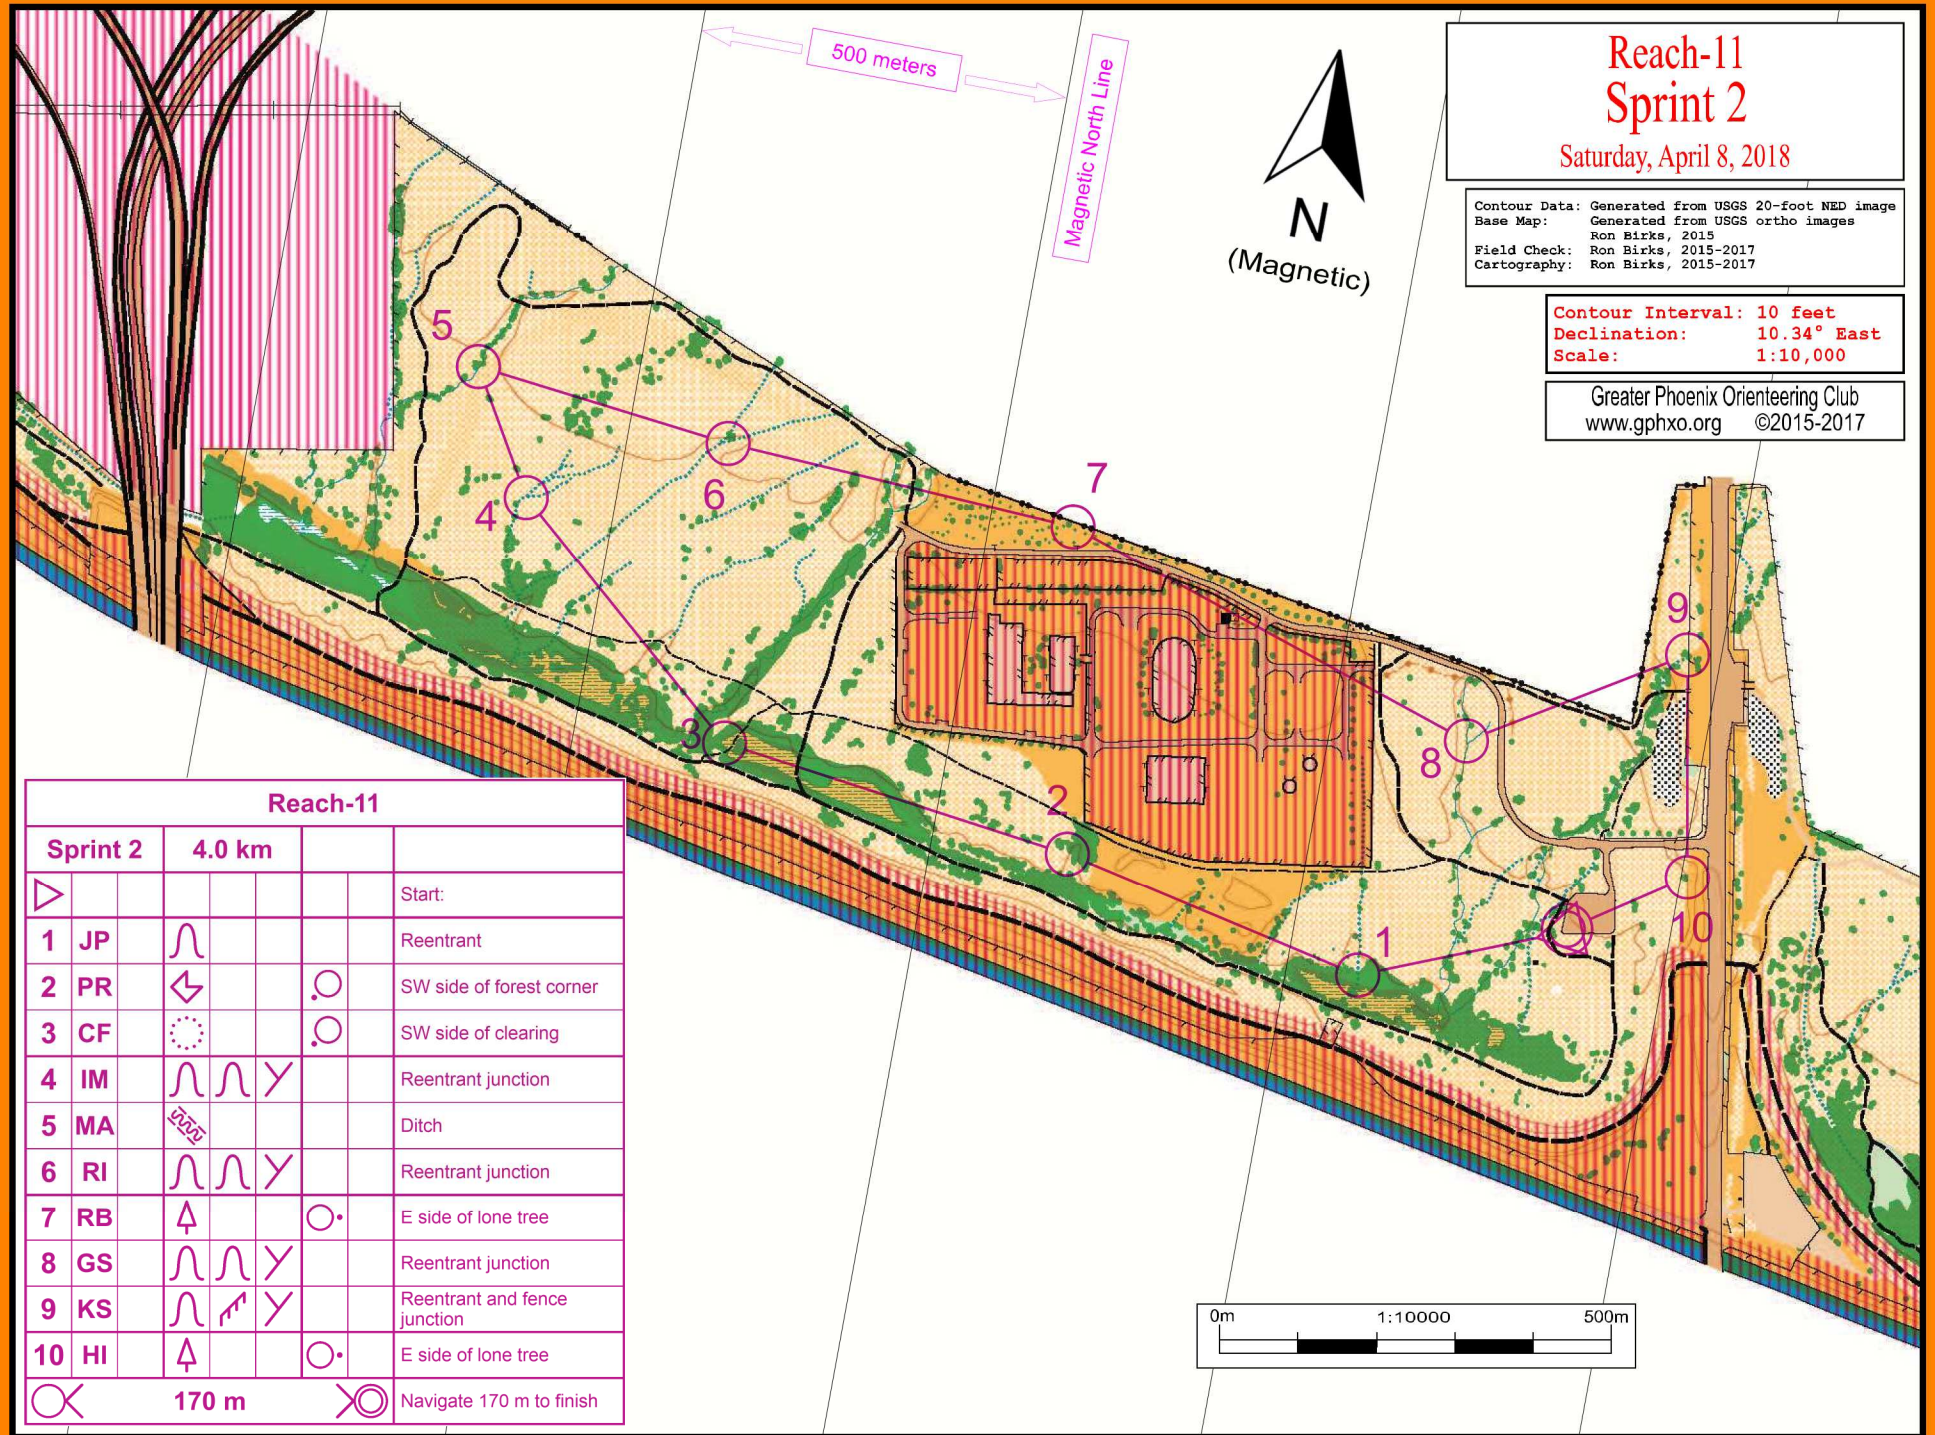 500 meters
Magnetic North Line
N
(Magnetic)
Reach-11
Sprint 2
Saturday, April 8, 2018
Contour Data: Generated from USGS 20-foot NED image
Base Map: Generated from USGS ortho images
Ron Birks, 2015
Field Check: Ron Birks, 2015-2017
Cartography: Ron Birks, 2015-2017
Contour Interval: 10 feet
Declination: 10.34° East
Scale: 1:10,000
Greater Phoenix Orienteering Club
www.gphxo.org ©2015-2017
5
4
6
7
3
2
1
8
9
10
Reach-11
Sprint 2 4.0 km
Start:
1 JP Reentrant
2 PR SW side of forest corner
3 CF SW side of clearing
4 IM Reentrant junction
5 MA Ditch
6 RI Reentrant junction
7 RB E side of lone tree
8 GS Reentrant junction
9 KS Reentrant and fence
junction
10 HI E side of lone tree
170 m Navigate 170 m to finish
0m 1:10000 500m